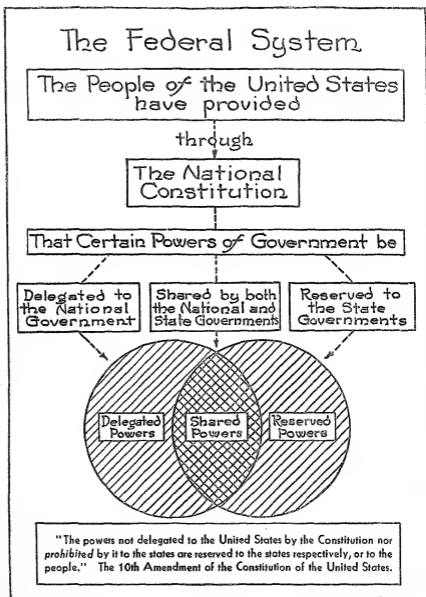 The Federal System
The People of the United States
have provided
through
The National
Constitution
That Certain Powers of Government be
Delegated to
the National
Government
Shared by both
the National and
State Governments
Reserved to
the State
Governments
Delegated
Powers
Shared
Powers
Reserved
Powers
"The powers not delegated to the United States by the Constitution nor
prohibited by it to the states are reserved to the states respectively, or to the
people." The 10th Amendment of the Constitution of the United States.